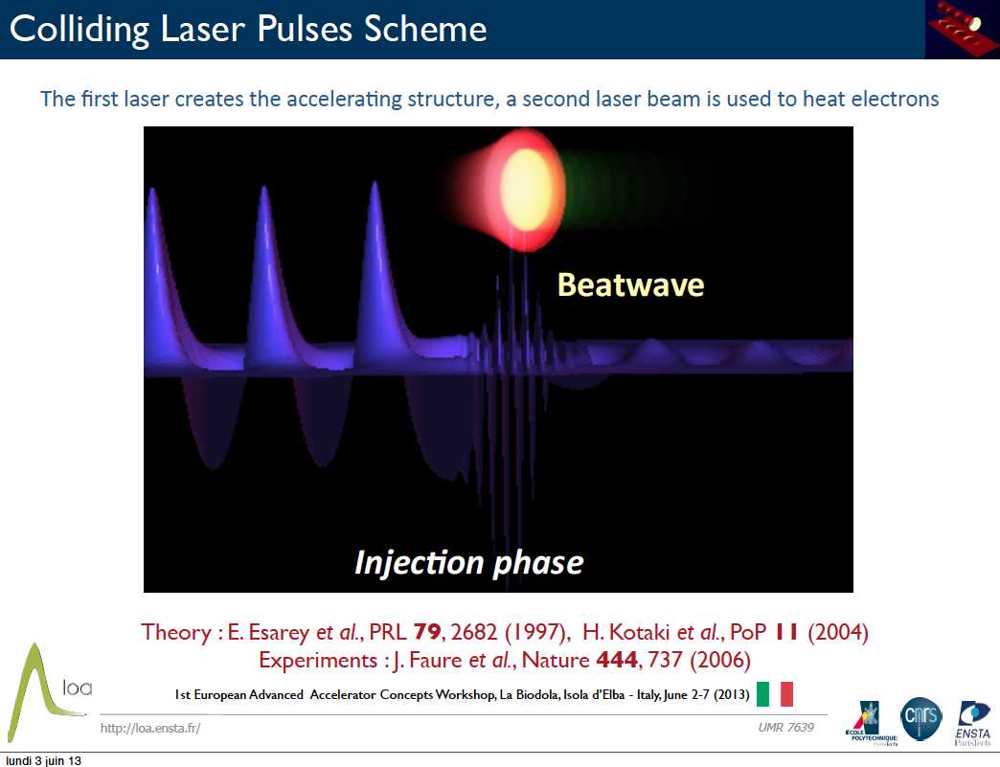 Colliding Laser Pulses Scheme
The first laser creates the accelerating structure, a second laser beam is used to heat electrons
Beatwave
Injection phase
Theory : E. Esarey et al., PRL 79, 2682 (1997), H. Kotaki et al., PoP 11 (2004)
Experiments : J. Faure et al., Nature 444, 737 (2006)
loa
1st European Advanced Accelerator Concepts Workshop, La Biodola, Isola d'Elba - Italy, June 2-7 (2013)
http://loa.ensta.fr/
UMR 7639
ÉCOLE
POLYTECHNIQUE
ParisTech
cnrs
ENSTA
ParisTech
lundi 3 juin 13